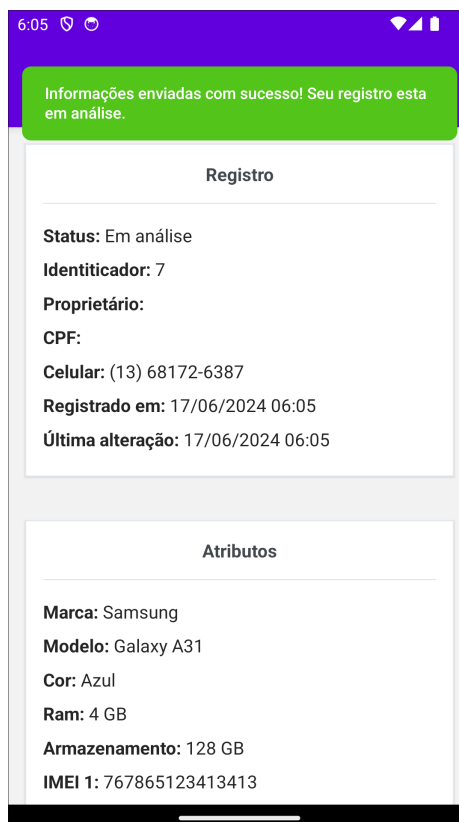 6:05
Informações enviadas com sucesso! Seu registro esta
em análise.
Registro
Status: Em análise
Identiticador: 7
Proprietário:
CPF:
Celular: (13) 68172-6387
Registrado em: 17/06/2024 06:05
Última alteração: 17/06/2024 06:05
Atributos
Marca: Samsung
Modelo: Galaxy A31
Cor: Azul
Ram: 4 GB
Armazenamento: 128 GB
IMEI 1: 767865123413413